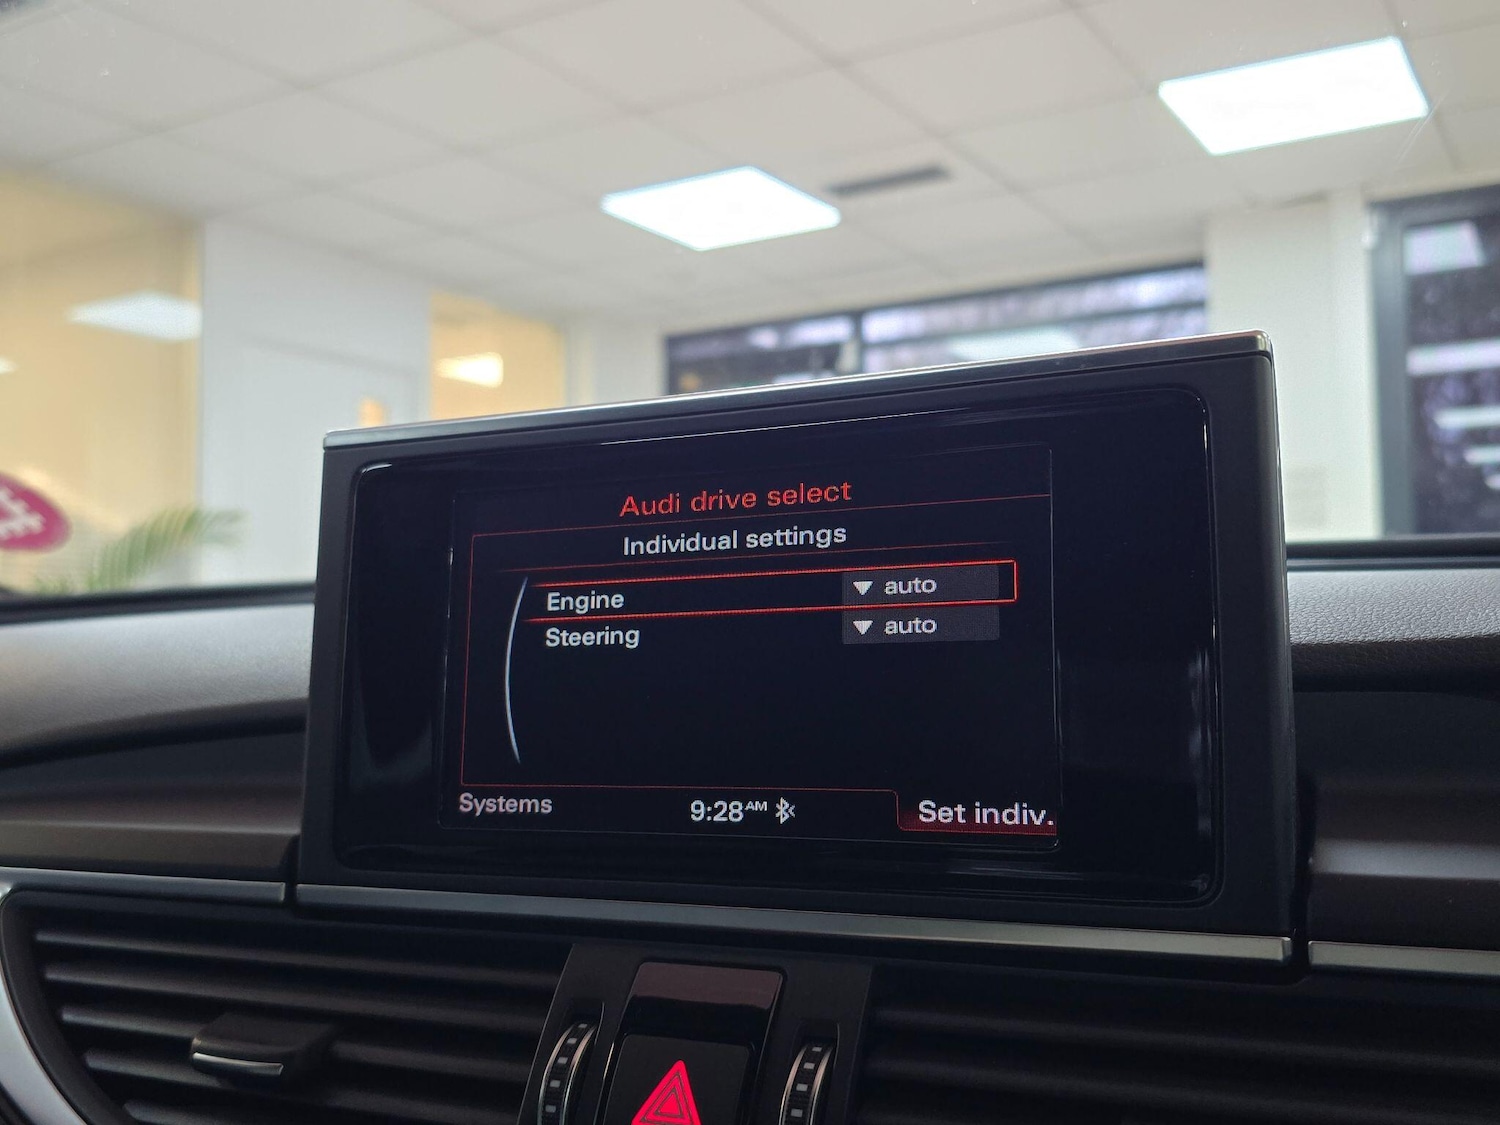 Audi drive select
Individual settings
Engine ▼ auto
Steering ▼ auto
Systems 9:28AM Set indiv.